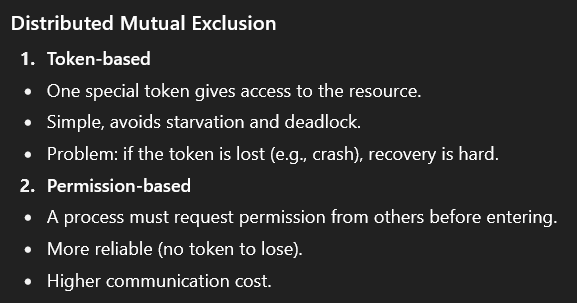 Distributed Mutual Exclusion
1. Token-based
• One special token gives access to the resource.
• Simple, avoids starvation and deadlock.
• Problem: if the token is lost (e.g., crash), recovery is hard.
2. Permission-based
• A process must request permission from others before entering.
• More reliable (no token to lose).
• Higher communication cost.